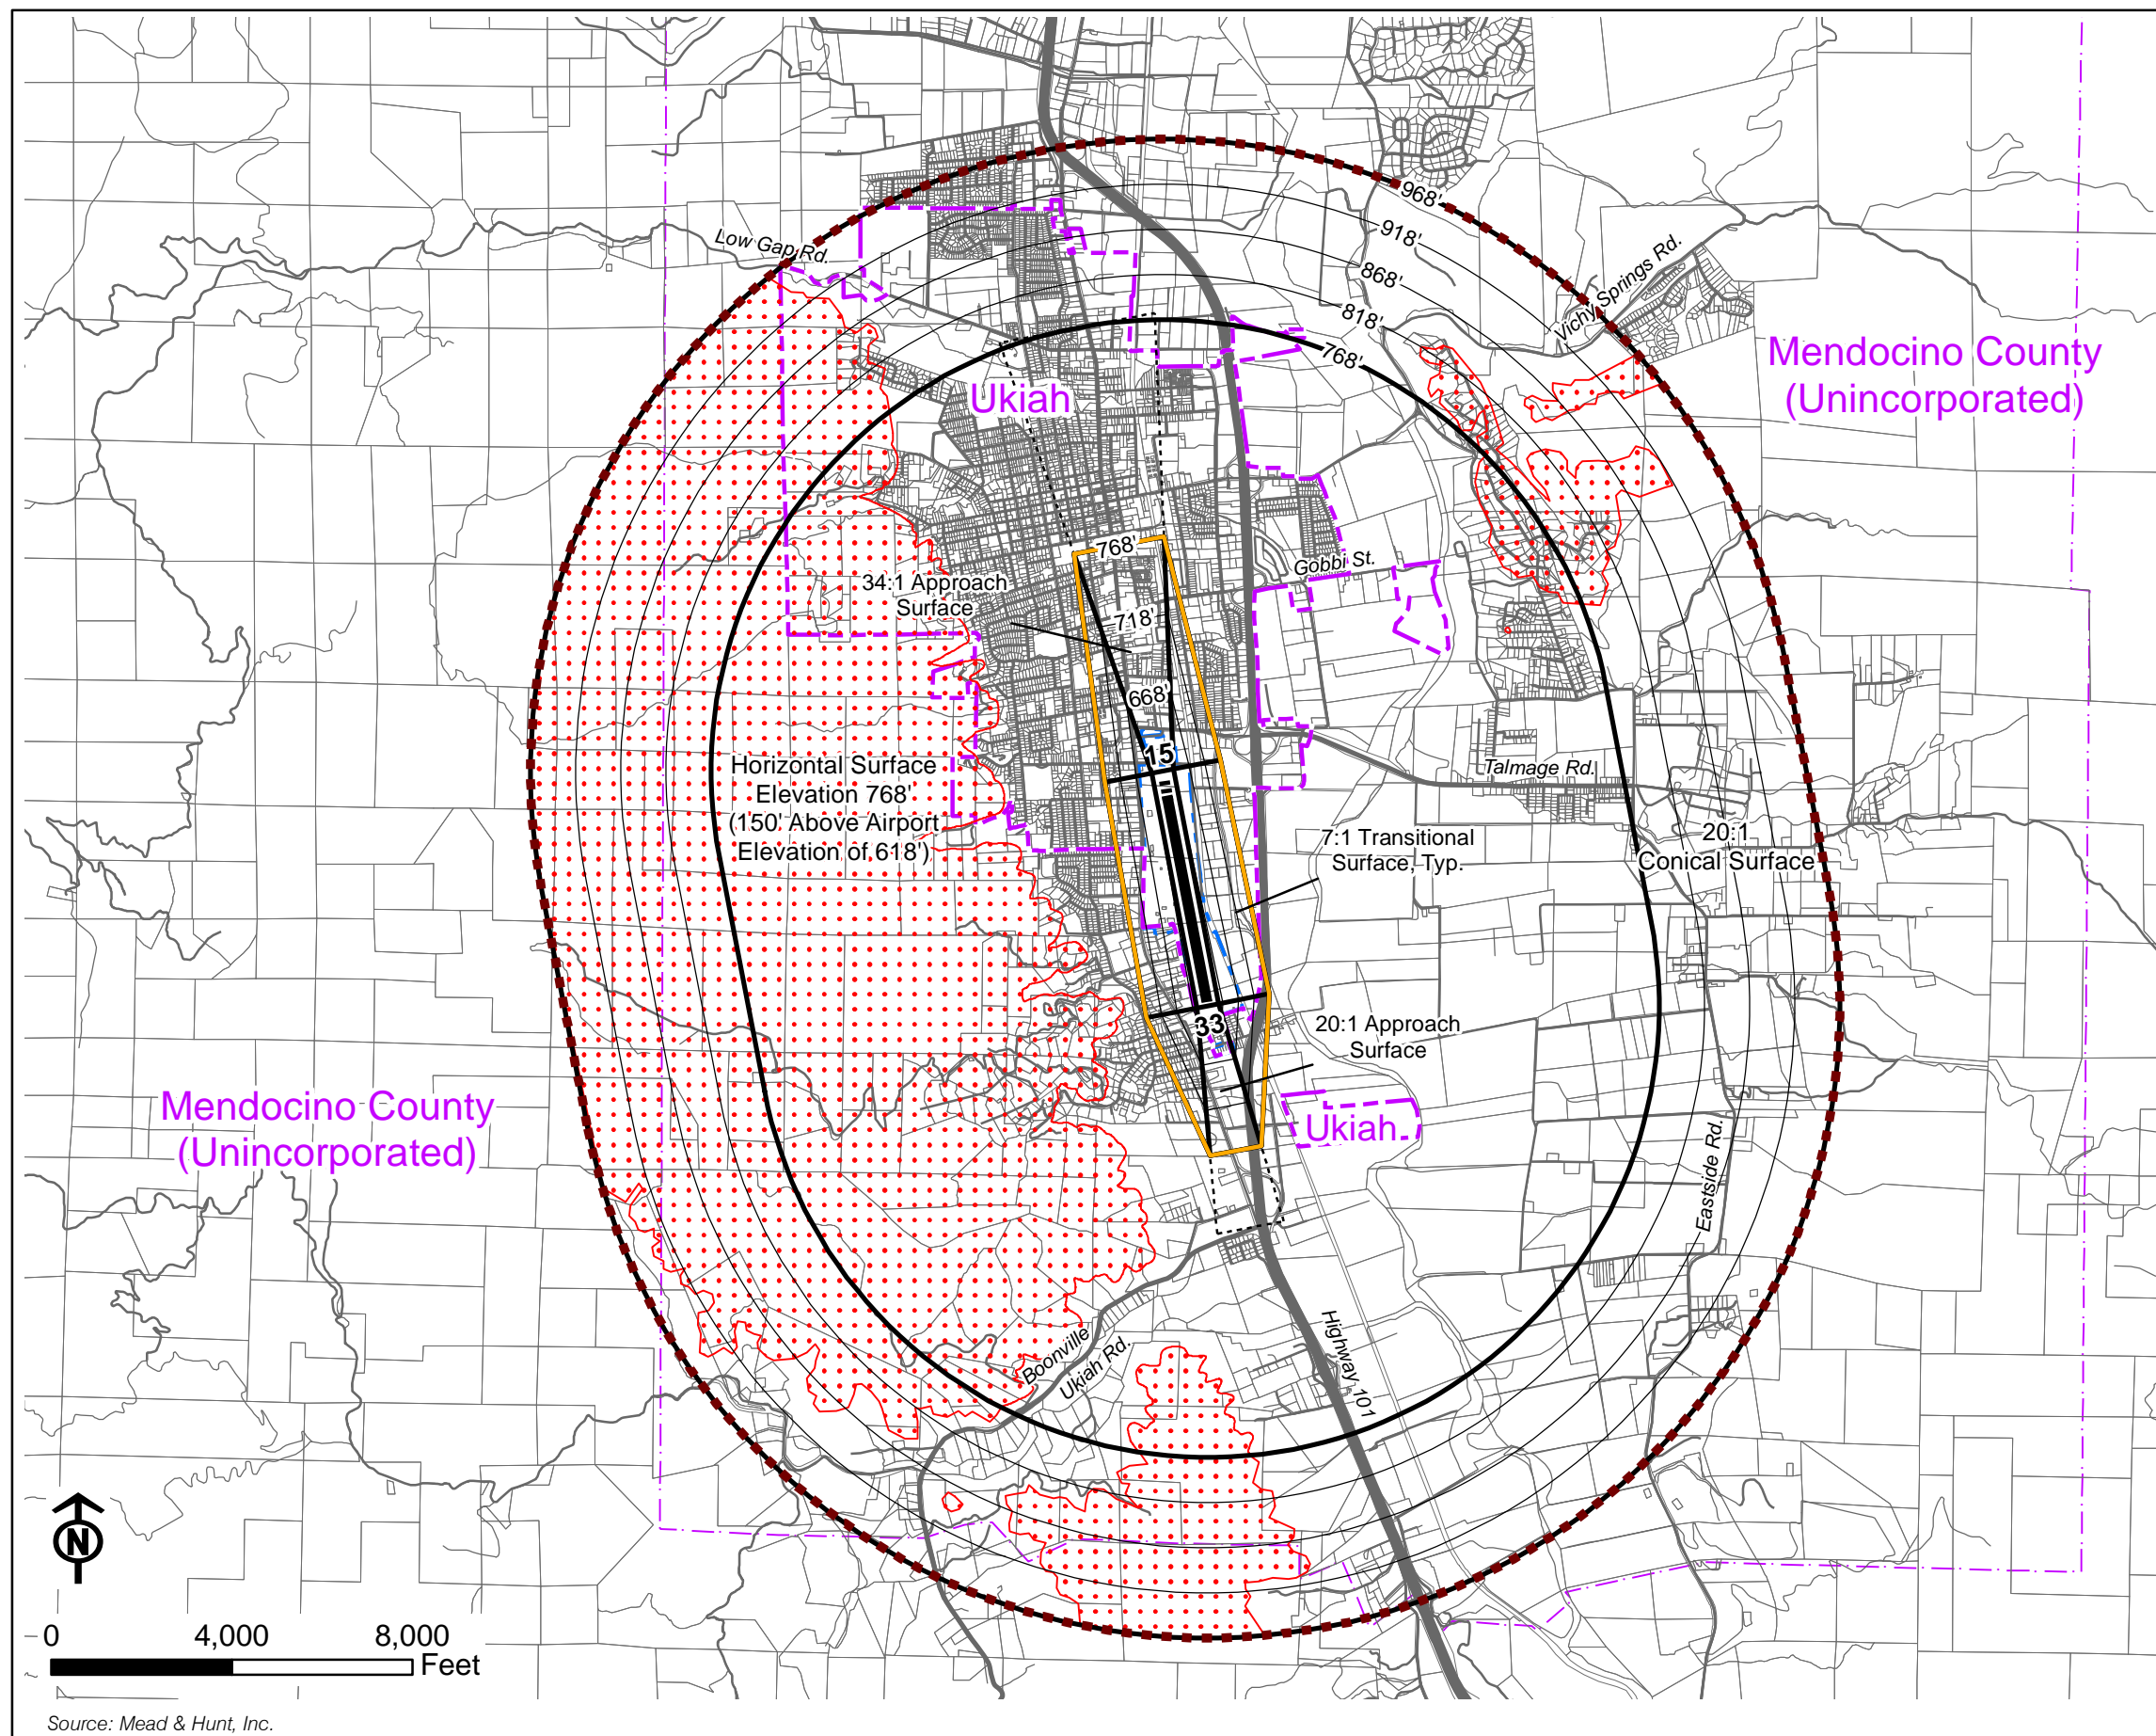 968'
918'
868'
818'
768'
Low Gap Rd.
Vichy Springs Rd.
Mendocino County
(Unincorporated)
Ukiah
768'
34:1 Approach
Surface
Gobbi St.
718'
668'
15
Horizontal Surface
Elevation 768'
(150' Above Airport
Elevation of 618')
Talmage Rd.
7:1 Transitional
Surface, Typ.
20:1
Conical Surface
33
20:1 Approach
Surface
Mendocino County
(Unincorporated)
Ukiah
Eastside Rd.
Boonville
Ukiah Rd.
Highway 101
N
0 4,000 8,000
Feet
Source: Mead & Hunt, Inc.